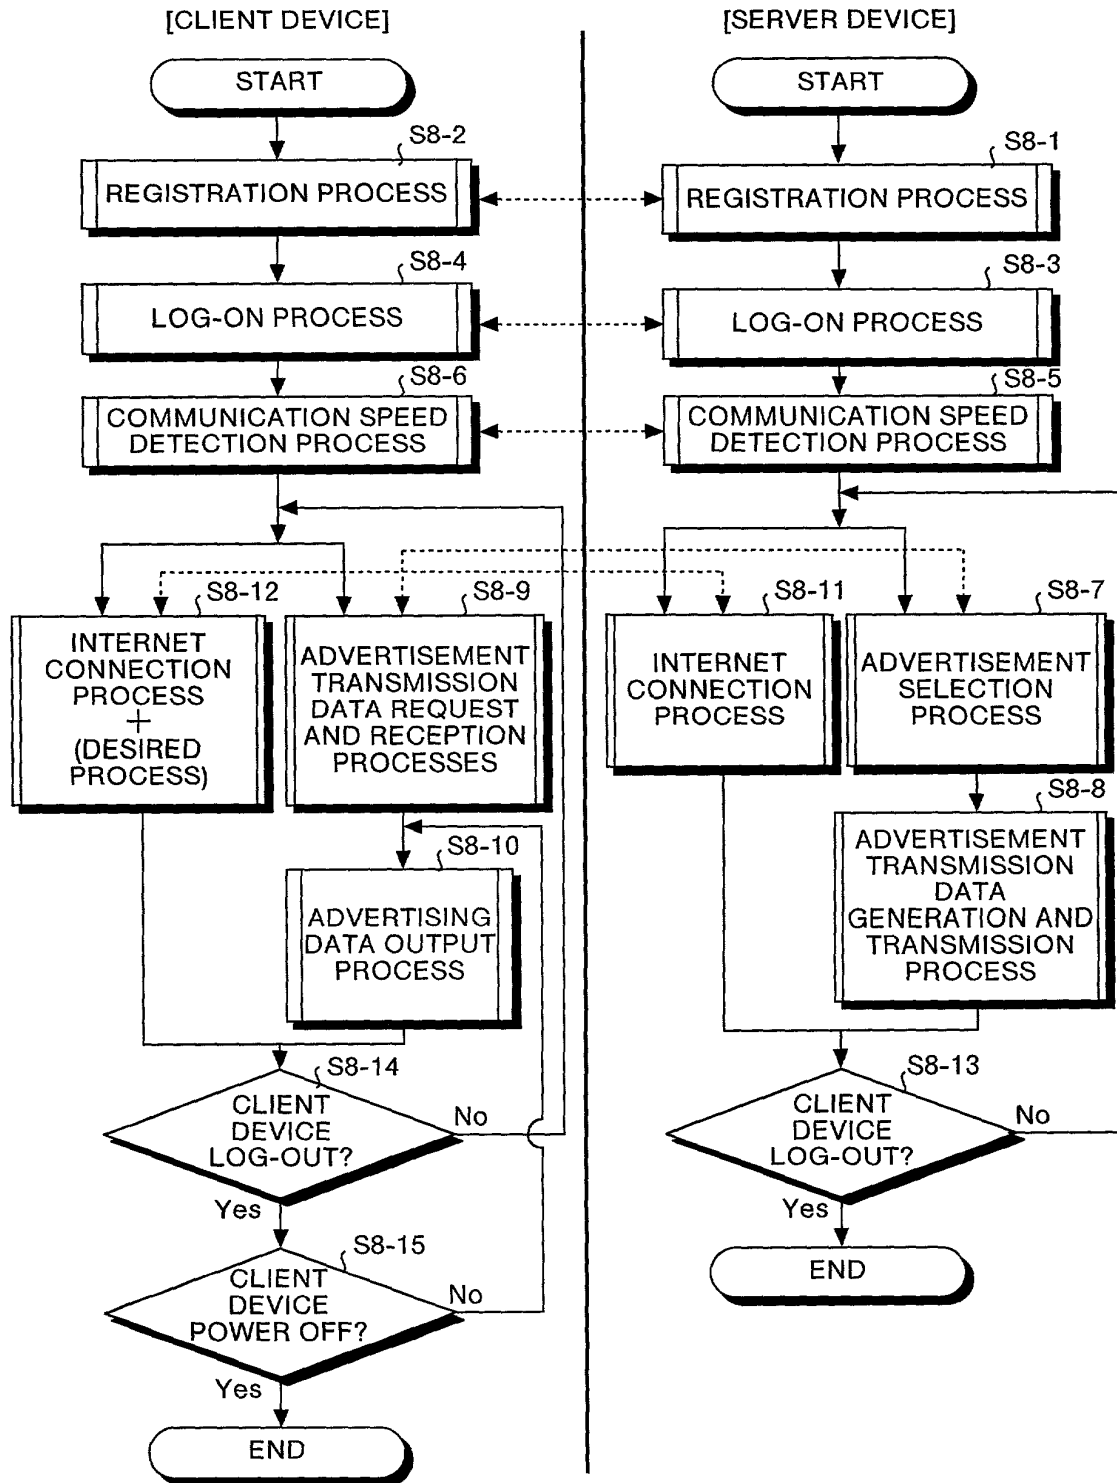 [CLIENT DEVICE]
START
S8-2
REGISTRATION PROCESS
S8-4
LOG-ON PROCESS
S8-6
COMMUNICATION SPEED
DETECTION PROCESS
S8-12
INTERNET
CONNECTION
PROCESS
+
(DESIRED
PROCESS)
S8-9
ADVERTISEMENT
TRANSMISSION
DATA REQUEST
AND RECEPTION
PROCESSES
S8-10
ADVERTISING
DATA OUTPUT
PROCESS
S8-14
CLIENT
DEVICE
LOG-OUT?
No
Yes
S8-15
CLIENT
DEVICE
POWER OFF?
No
Yes
END
[SERVER DEVICE]
START
S8-1
REGISTRATION PROCESS
S8-3
LOG-ON PROCESS
S8-5
COMMUNICATION SPEED
DETECTION PROCESS
S8-11
INTERNET
CONNECTION
PROCESS
S8-7
ADVERTISEMENT
SELECTION
PROCESS
S8-8
ADVERTISEMENT
TRANSMISSION
DATA
GENERATION AND
TRANSMISSION
PROCESS
S8-13
CLIENT
DEVICE
LOG-OUT?
No
Yes
END